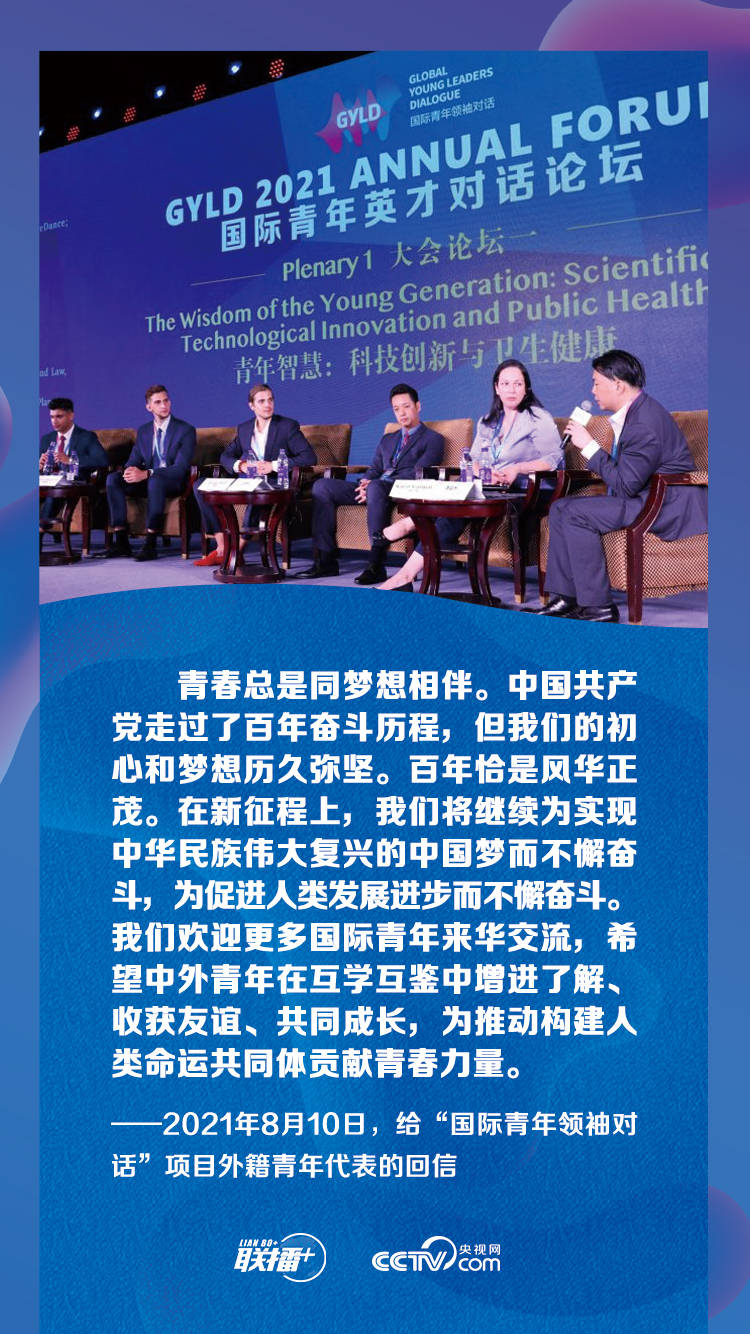 GYLD
GLOBAL
YOUNG LEADERS
DIALOGUE
国际青年领袖对话
GYLD 2021 ANNUAL FORU
国际青年英才对话论坛
Plenary 1 大会论坛一
The Wisdom of the Young Generation: Scientific
Technological Innovation and Public Health
青年智慧：科技创新与卫生健康
nd Law,
青春总是同梦想相伴。中国共产
党走过了百年奋斗历程，但我们的初
心和梦想历久弥坚。百年恰是风华正
茂。在新征程上，我们将继续为实现
中华民族伟大复兴的中国梦而不懈奋
斗，为促进人类发展进步而不懈奋斗。
我们欢迎更多国际青年来华交流，希
望中外青年在互学互鉴中增进了解、
收获友谊、共同成长，为推动构建人
类命运共同体贡献青春力量。
——2021年8月10日，给“国际青年领袖对
话”项目外籍青年代表的回信
LIAN BO+
联播+
CCTV 央视网
com